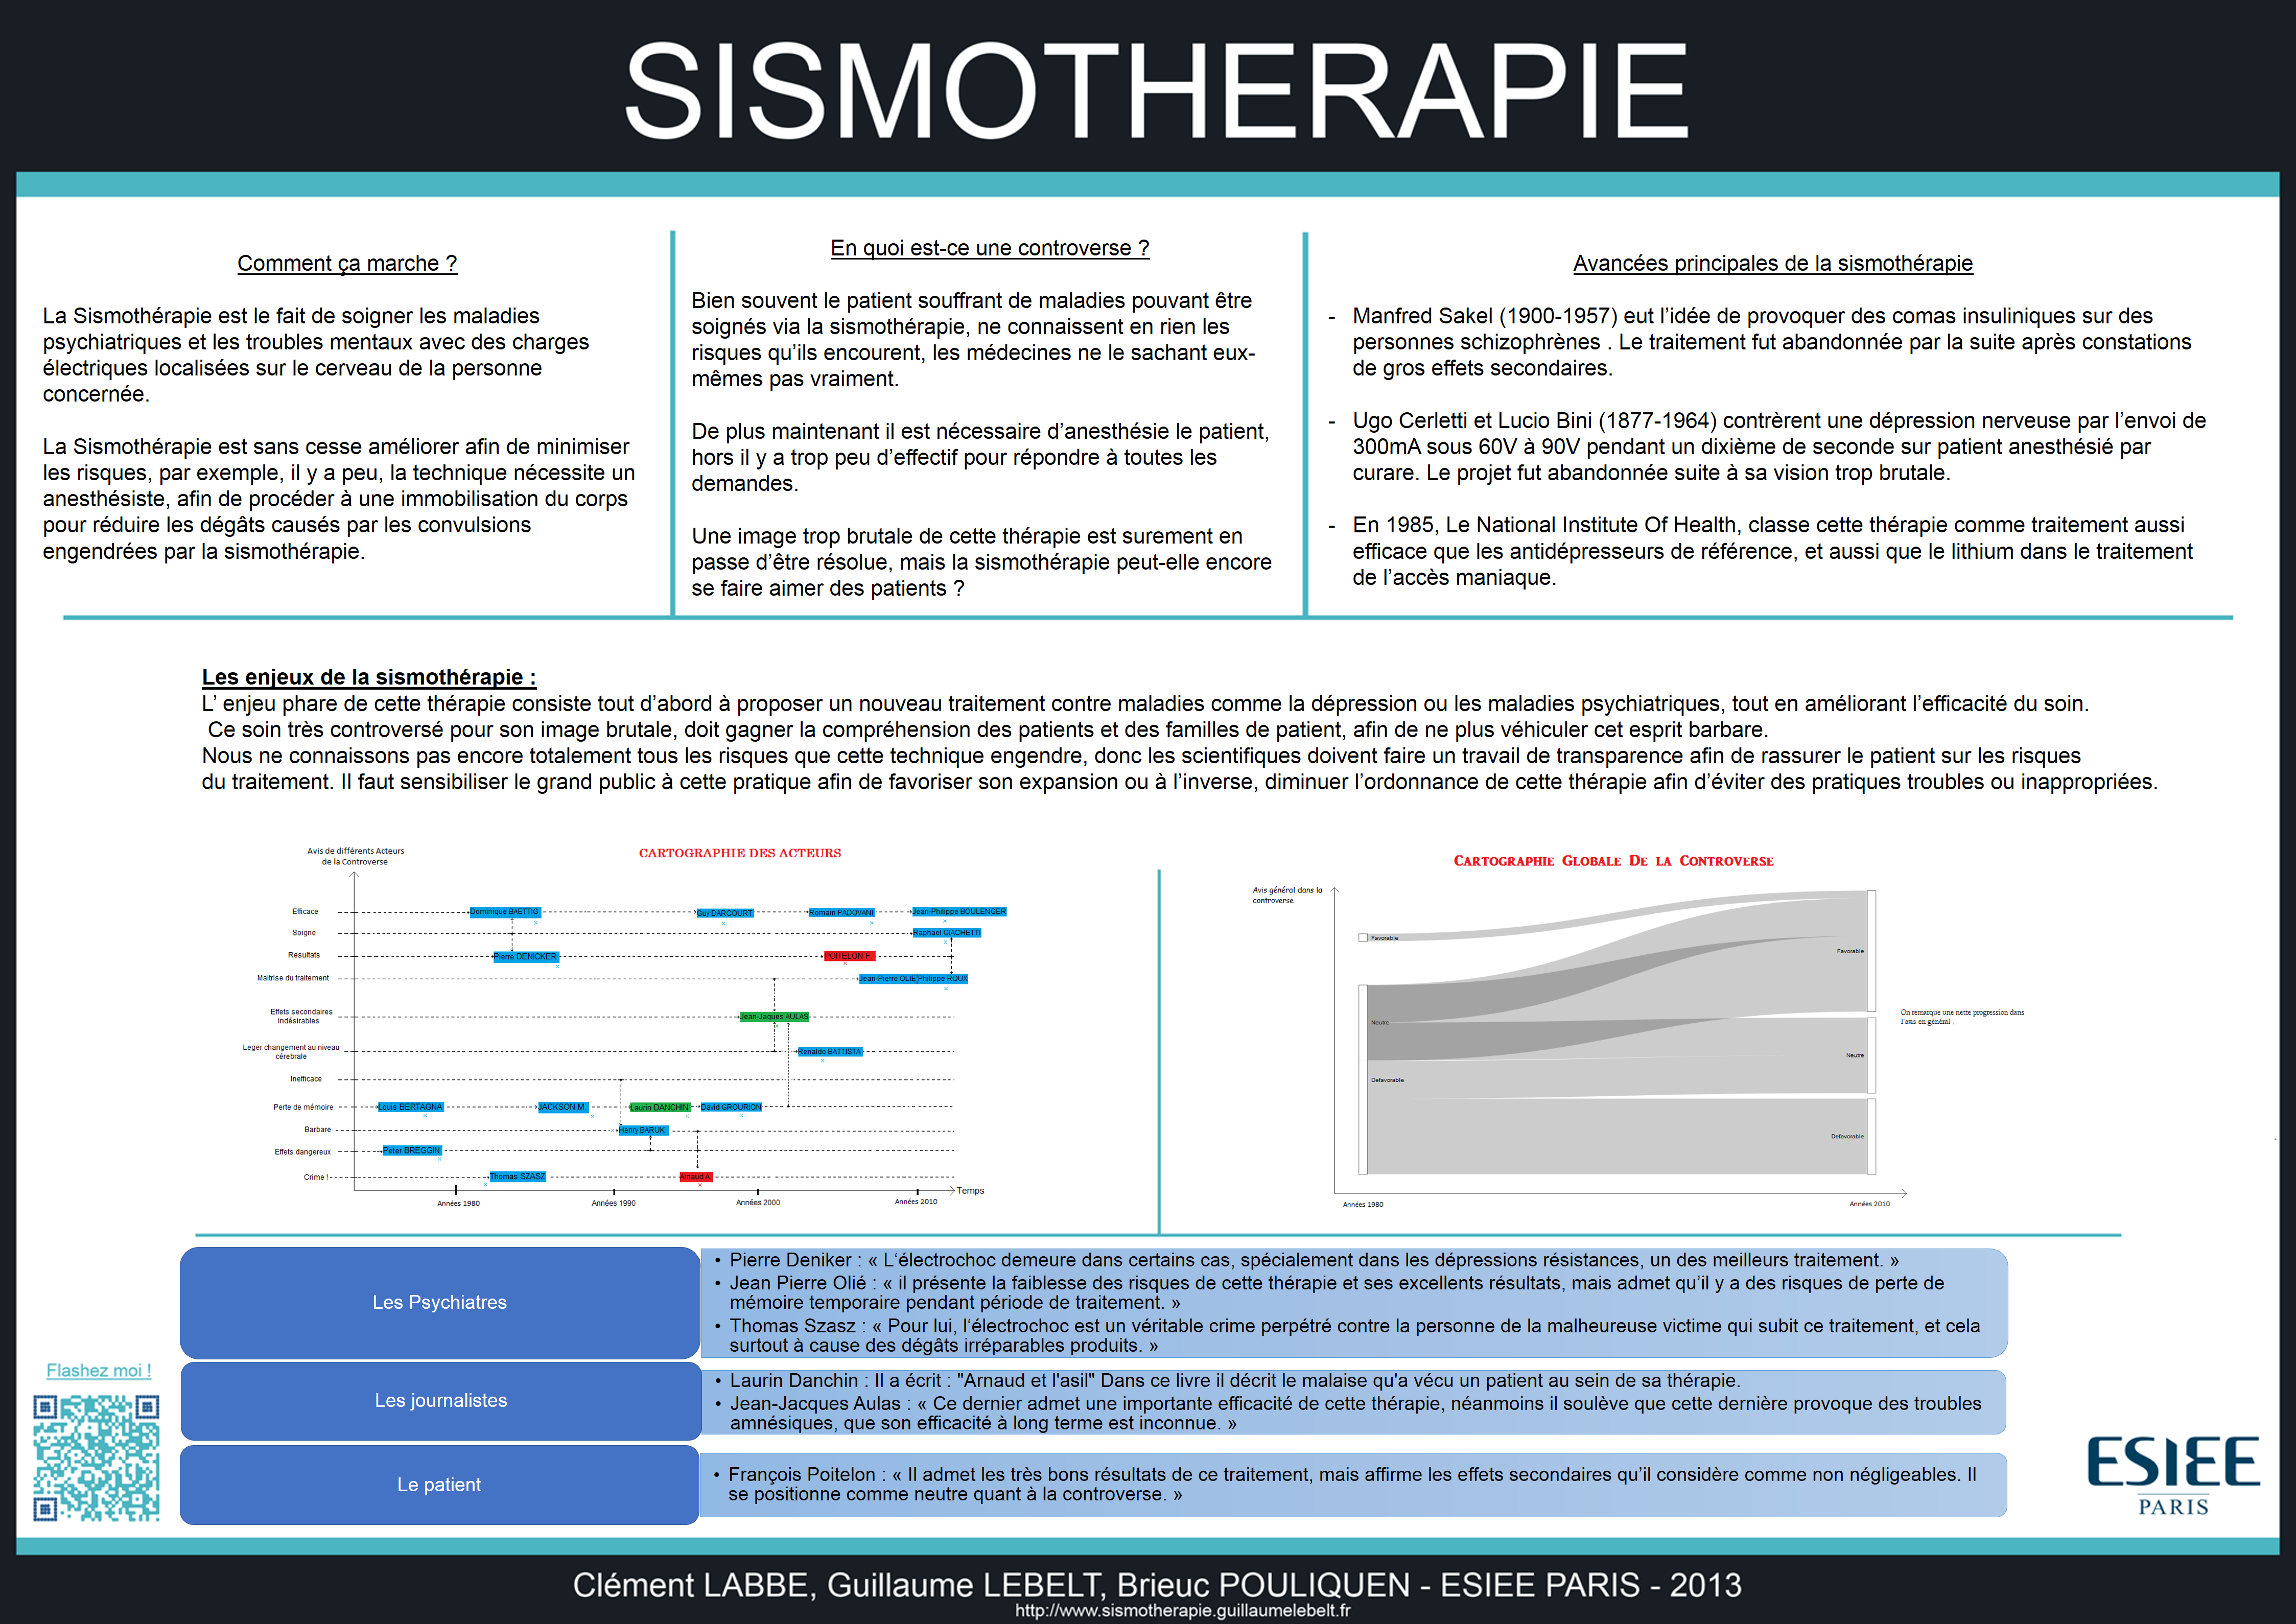 SISMOTHERAPIE
Comment ça marche ?
La Sismothérapie est le fait de soigner les maladies
psychiatriques et les troubles mentaux avec des charges
électriques localisées sur le cerveau de la personne
concernée.
La Sismothérapie est sans cesse améliorer afin de minimiser
les risques, par exemple, il y a peu, la technique nécessite un
anesthésiste, afin de procéder à une immobilisation du corps
pour réduire les dégâts causés par les convulsions
engendrées par la sismothérapie.
En quoi est-ce une controverse ?
Bien souvent le patient souffrant de maladies pouvant être
soignés via la sismothérapie, ne connaissent en rien les
risques qu’ils encourent, les médecines ne le sachant eux-
mêmes pas vraiment.
De plus maintenant il est nécessaire d’anesthésie le patient,
hors il y a trop peu d’effectif pour répondre à toutes les
demandes.
Une image trop brutale de cette thérapie est surement en
passe d’être résolue, mais la sismothérapie peut-elle encore
se faire aimer des patients ?
Avancées principales de la sismothérapie
- Manfred Sakel (1900-1957) eut l’idée de provoquer des comas insuliniques sur des
personnes schizophrènes . Le traitement fut abandonnée par la suite après constations
de gros effets secondaires.
- Ugo Cerletti et Lucio Bini (1877-1964) contrèrent une dépression nerveuse par l’envoi de
300mA sous 60V à 90V pendant un dixième de seconde sur patient anesthésié par
curare. Le projet fut abandonnée suite à sa vision trop brutale.
- En 1985, Le National Institute Of Health, classe cette thérapie comme traitement aussi
efficace que les antidépresseurs de référence, et aussi que le lithium dans le traitement
de l’accès maniaque.
Les enjeux de la sismothérapie :
L’ enjeu phare de cette thérapie consiste tout d’abord à proposer un nouveau traitement contre maladies comme la dépression ou les maladies psychiatriques, tout en améliorant l’efficacité du soin.
Ce soin très controversé pour son image brutale, doit gagner la compréhension des patients et des familles de patient, afin de ne plus véhiculer cet esprit barbare.
Nous ne connaissons pas encore totalement tous les risques que cette technique engendre, donc les scientifiques doivent faire un travail de transparence afin de rassurer le patient sur les risques
du traitement. Il faut sensibiliser le grand public à cette pratique afin de favoriser son expansion ou à l’inverse, diminuer l’ordonnance de cette thérapie afin d’éviter des pratiques troubles ou inappropriées.
Avis de différents Acteurs
de la Controverse
CARTOGRAPHIE DES ACTEURS
Efficace
Dominique BAETTIG
Guy DARCOURT
Romain PADOVANI
Jean-Philippe BOULENGER
Soigne
Raphael GIACHETTI
Resultats
Pierre DENICKER
POITELON F.
Maitrise du traitement
Jean-Pierre OLIE
Philippe ROUX
Effets secondaires
indésirables
Jean-Jaques AULAS
Leger changement au niveau
cérébrale
Renaldo BATTISTA
Inefficace
Perte de mémoire
Louis BERTAGNA
JACKSON M.
Laurin DANCHIN
David GROURION
Barbare
Henry BARUK
Effets dangereux
Peter BREGGIN
Crime !
Thomas SZASZ
Arnaud A.
Temps
Années 1980
Années 1990
Années 2000
Années 2010
CARTOGRAPHIE GLOBALE DE LA CONTROVERSE
Avis général dans la
controverse
Favorable
Favorable
Neutre
Neutre
Defavorable
Defavorable
On remarque une nette progression dans
l'avis en général .
Années 1980
Années 2010
Les Psychiatres
• Pierre Deniker : « L‘électrochoc demeure dans certains cas, spécialement dans les dépressions résistances, un des meilleurs traitement. »
• Jean Pierre Olié : « il présente la faiblesse des risques de cette thérapie et ses excellents résultats, mais admet qu’il y a des risques de perte de
mémoire temporaire pendant période de traitement. »
• Thomas Szasz : « Pour lui, l‘électrochoc est un véritable crime perpétré contre la personne de la malheureuse victime qui subit ce traitement, et cela
surtout à cause des dégâts irréparables produits. »
Les journalistes
• Laurin Danchin : Il a écrit : "Arnaud et l'asil" Dans ce livre il décrit le malaise qu'a vécu un patient au sein de sa thérapie.
• Jean-Jacques Aulas : « Ce dernier admet une importante efficacité de cette thérapie, néanmoins il soulève que cette dernière provoque des troubles
amnésiques, que son efficacité à long terme est inconnue. »
Le patient
• François Poitelon : « Il admet les très bons résultats de ce traitement, mais affirme les effets secondaires qu’il considère comme non négligeables. Il
se positionne comme neutre quant à la controverse. »
Flashez moi !
ESIEE
PARIS
Clément LABBE, Guillaume LEBELT, Brieuc POULIQUEN - ESIEE PARIS - 2013
http://www.sismotherapie.guillaumelebelt.fr